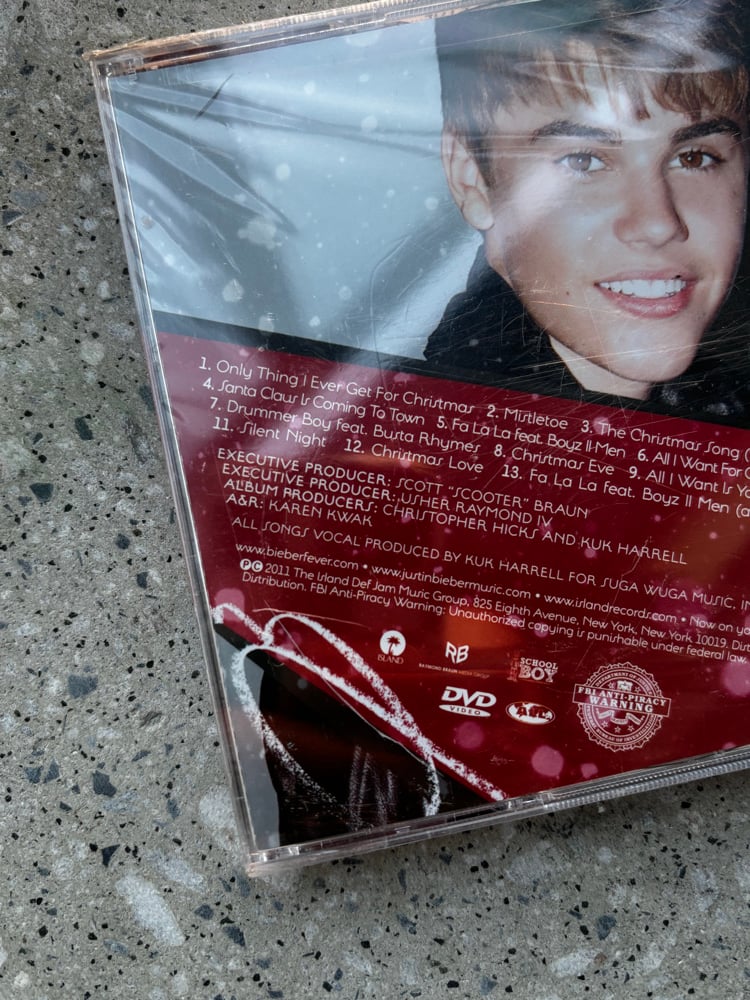 1. Only Thing I Ever Get For Christmas 2. Mistletoe 3. The Christmas Song (
4. Santa Claus Is Coming To Town 5. Fa La La feat. Boyz II Men 6. All I Want For
7. Drummer Boy feat. Busta Rhymes 8. Christmas Eve 9. All I Want Is
11. Silent Night 12. Christmas Love 13. Fa La La feat. Boyz II Men (a
EXECUTIVE PRODUCER: SCOTT "SCOOTER" BRAUN
EXECUTIVE PRODUCER: USHER RAYMOND IV
ALBUM PRODUCERS: CHRISTOPHER HICKS AND KUK HARRELL
A&R: KAREN KWAK
ALL SONGS VOCAL PRODUCED BY KUK HARRELL FOR SUGA WUGA MUSIC,
www.bieberfever.com • www.justinbiebermusic.com • www.islandrecords.com • Now on
℗© 2011 The Island Def Jam Music Group, 825 Eighth Avenue, New York, New York 10019.
Distribution. FBI Anti-Piracy Warning: Unauthorized copying is punishable under federal law.
ISLAND
RB
RAYMOND BRAUN MEDIA GROUP
SCHOOL
BOY
DVD
VIDEO
FBI ANTI-PIRACY
WARNING